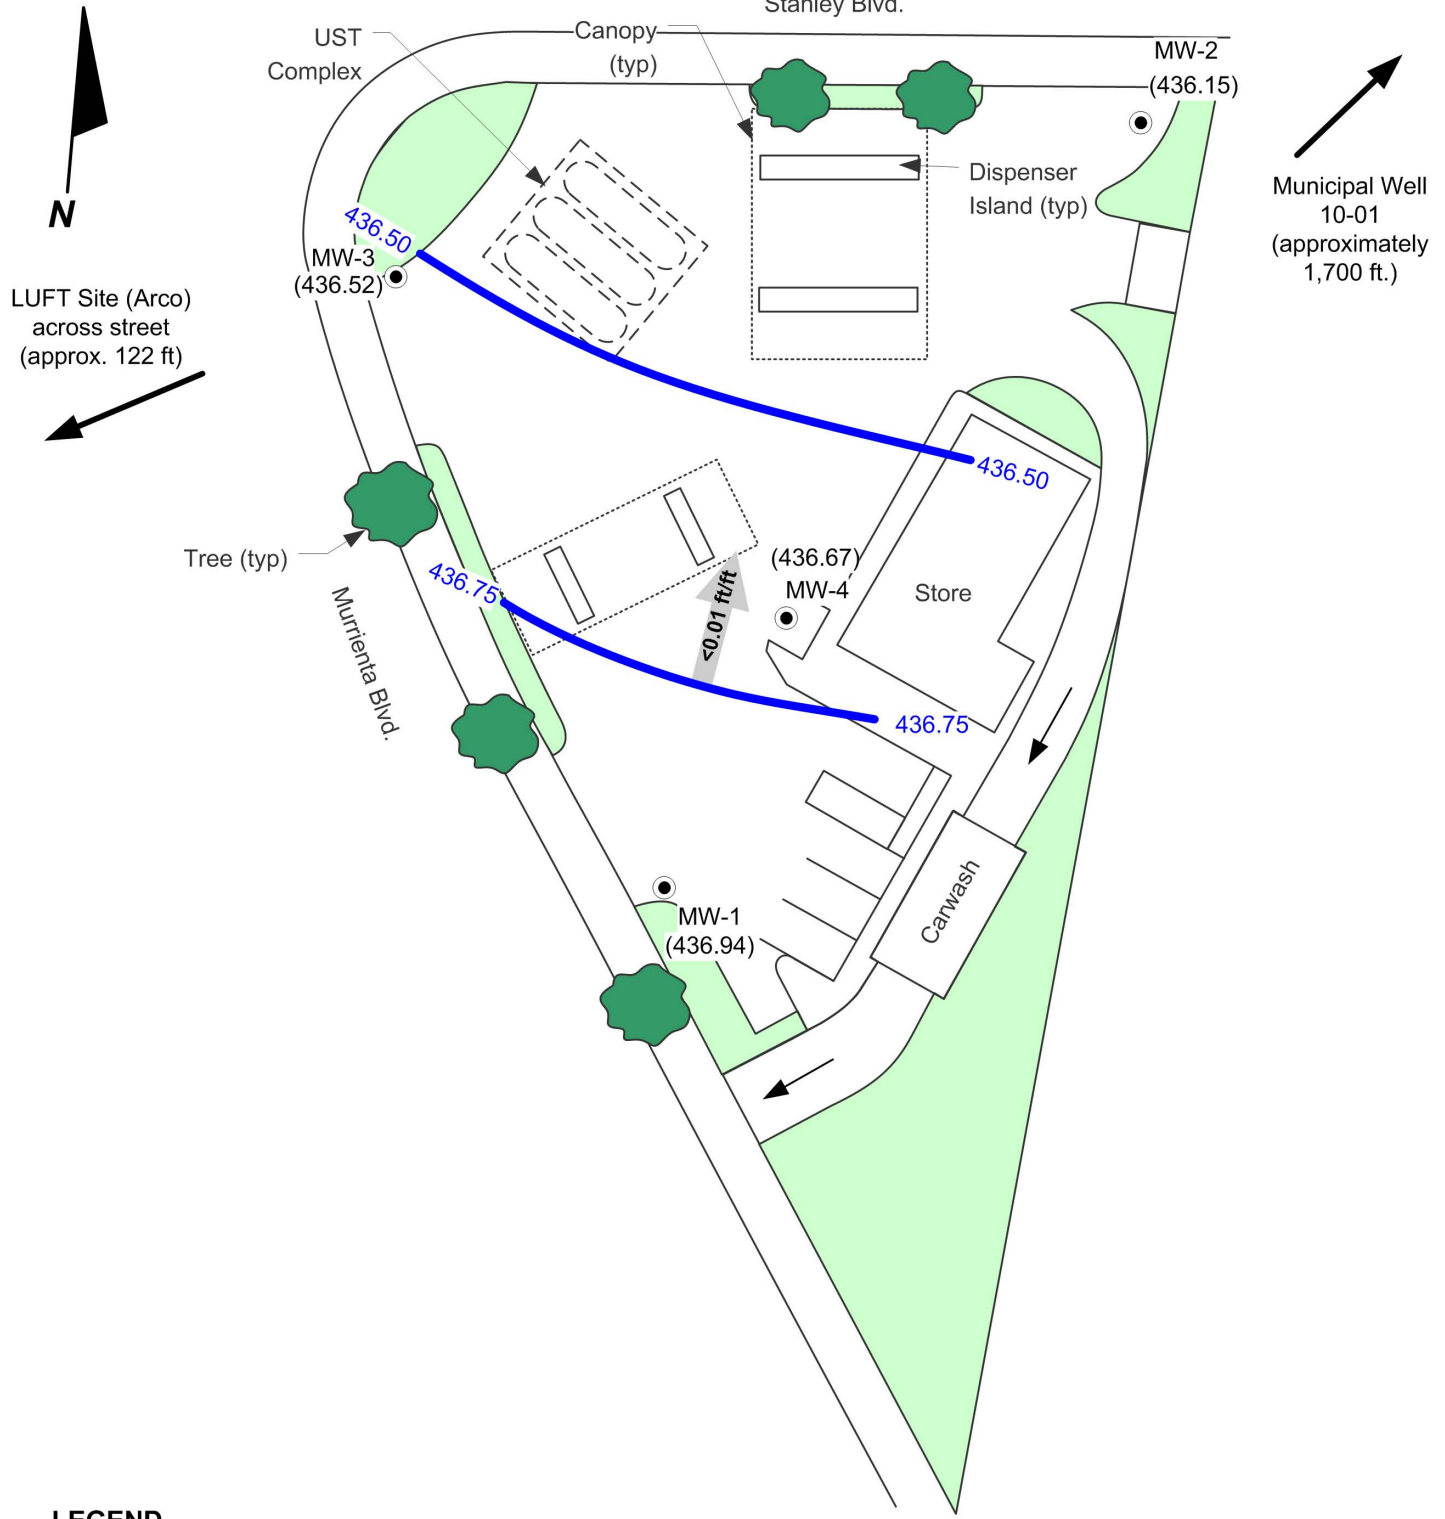 Stanley Blvd.
UST
Complex
Canopy
(typ)
MW-2
(436.15)
Dispenser
Island (typ)
Municipal Well
10-01
(approximately
1,700 ft.)
N
436.50
MW-3
(436.52)
LUFT Site (Arco)
across street
(approx. 122 ft)
436.50
Tree (typ)
436.75
(436.67)
MW-4
<0.01 ft/ft
Store
Murrienta Blvd.
436.75
Carwash
MW-1
(436.94)
LEGEND